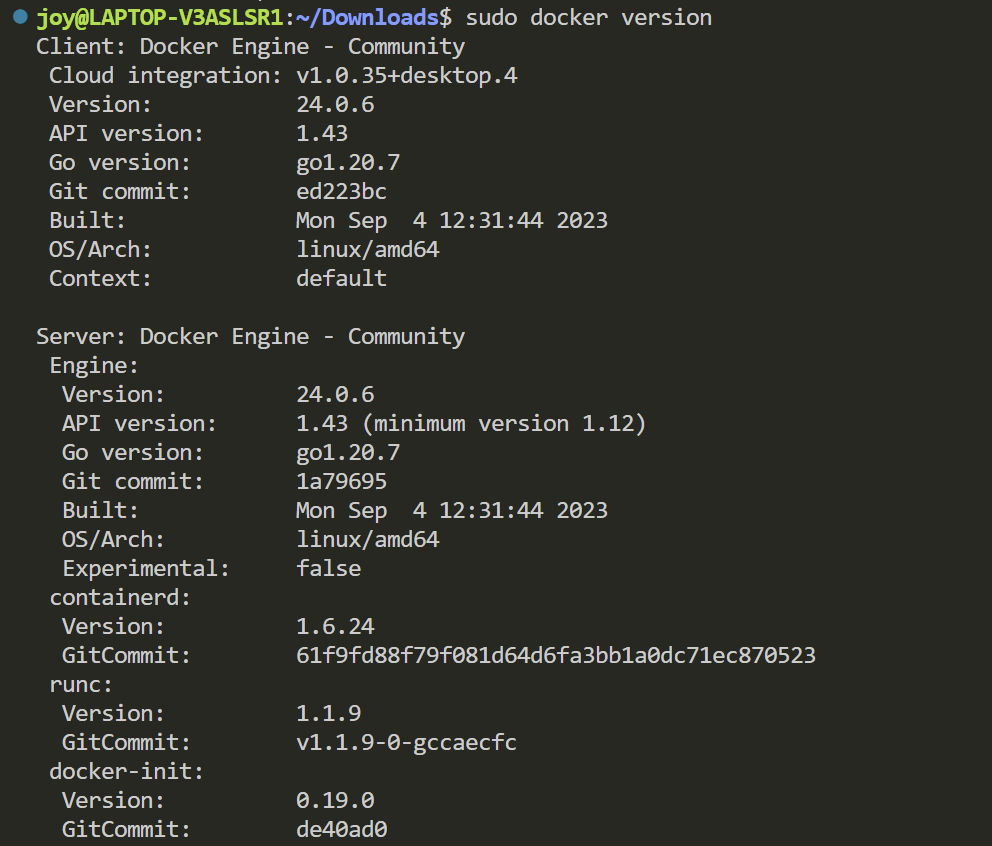 joy@LAPTOP-V3ASLSR1:~/Downloads$ sudo docker version
Client: Docker Engine - Community
 Cloud integration: v1.0.35+desktop.4
 Version:           24.0.6
 API version:       1.43
 Go version:        go1.20.7
 Git commit:        ed223bc
 Built:             Mon Sep  4 12:31:44 2023
 OS/Arch:           linux/amd64
 Context:           default

Server: Docker Engine - Community
 Engine:
  Version:          24.0.6
  API version:      1.43 (minimum version 1.12)
  Go version:       go1.20.7
  Git commit:       1a79695
  Built:            Mon Sep  4 12:31:44 2023
  OS/Arch:          linux/amd64
  Experimental:     false
 containerd:
  Version:          1.6.24
  GitCommit:        61f9fd88f79f081d64d6fa3bb1a0dc71ec870523
 runc:
  Version:          1.1.9
  GitCommit:        v1.1.9-0-gccaecfc
 docker-init:
  Version:          0.19.0
  GitCommit:        de40ad0